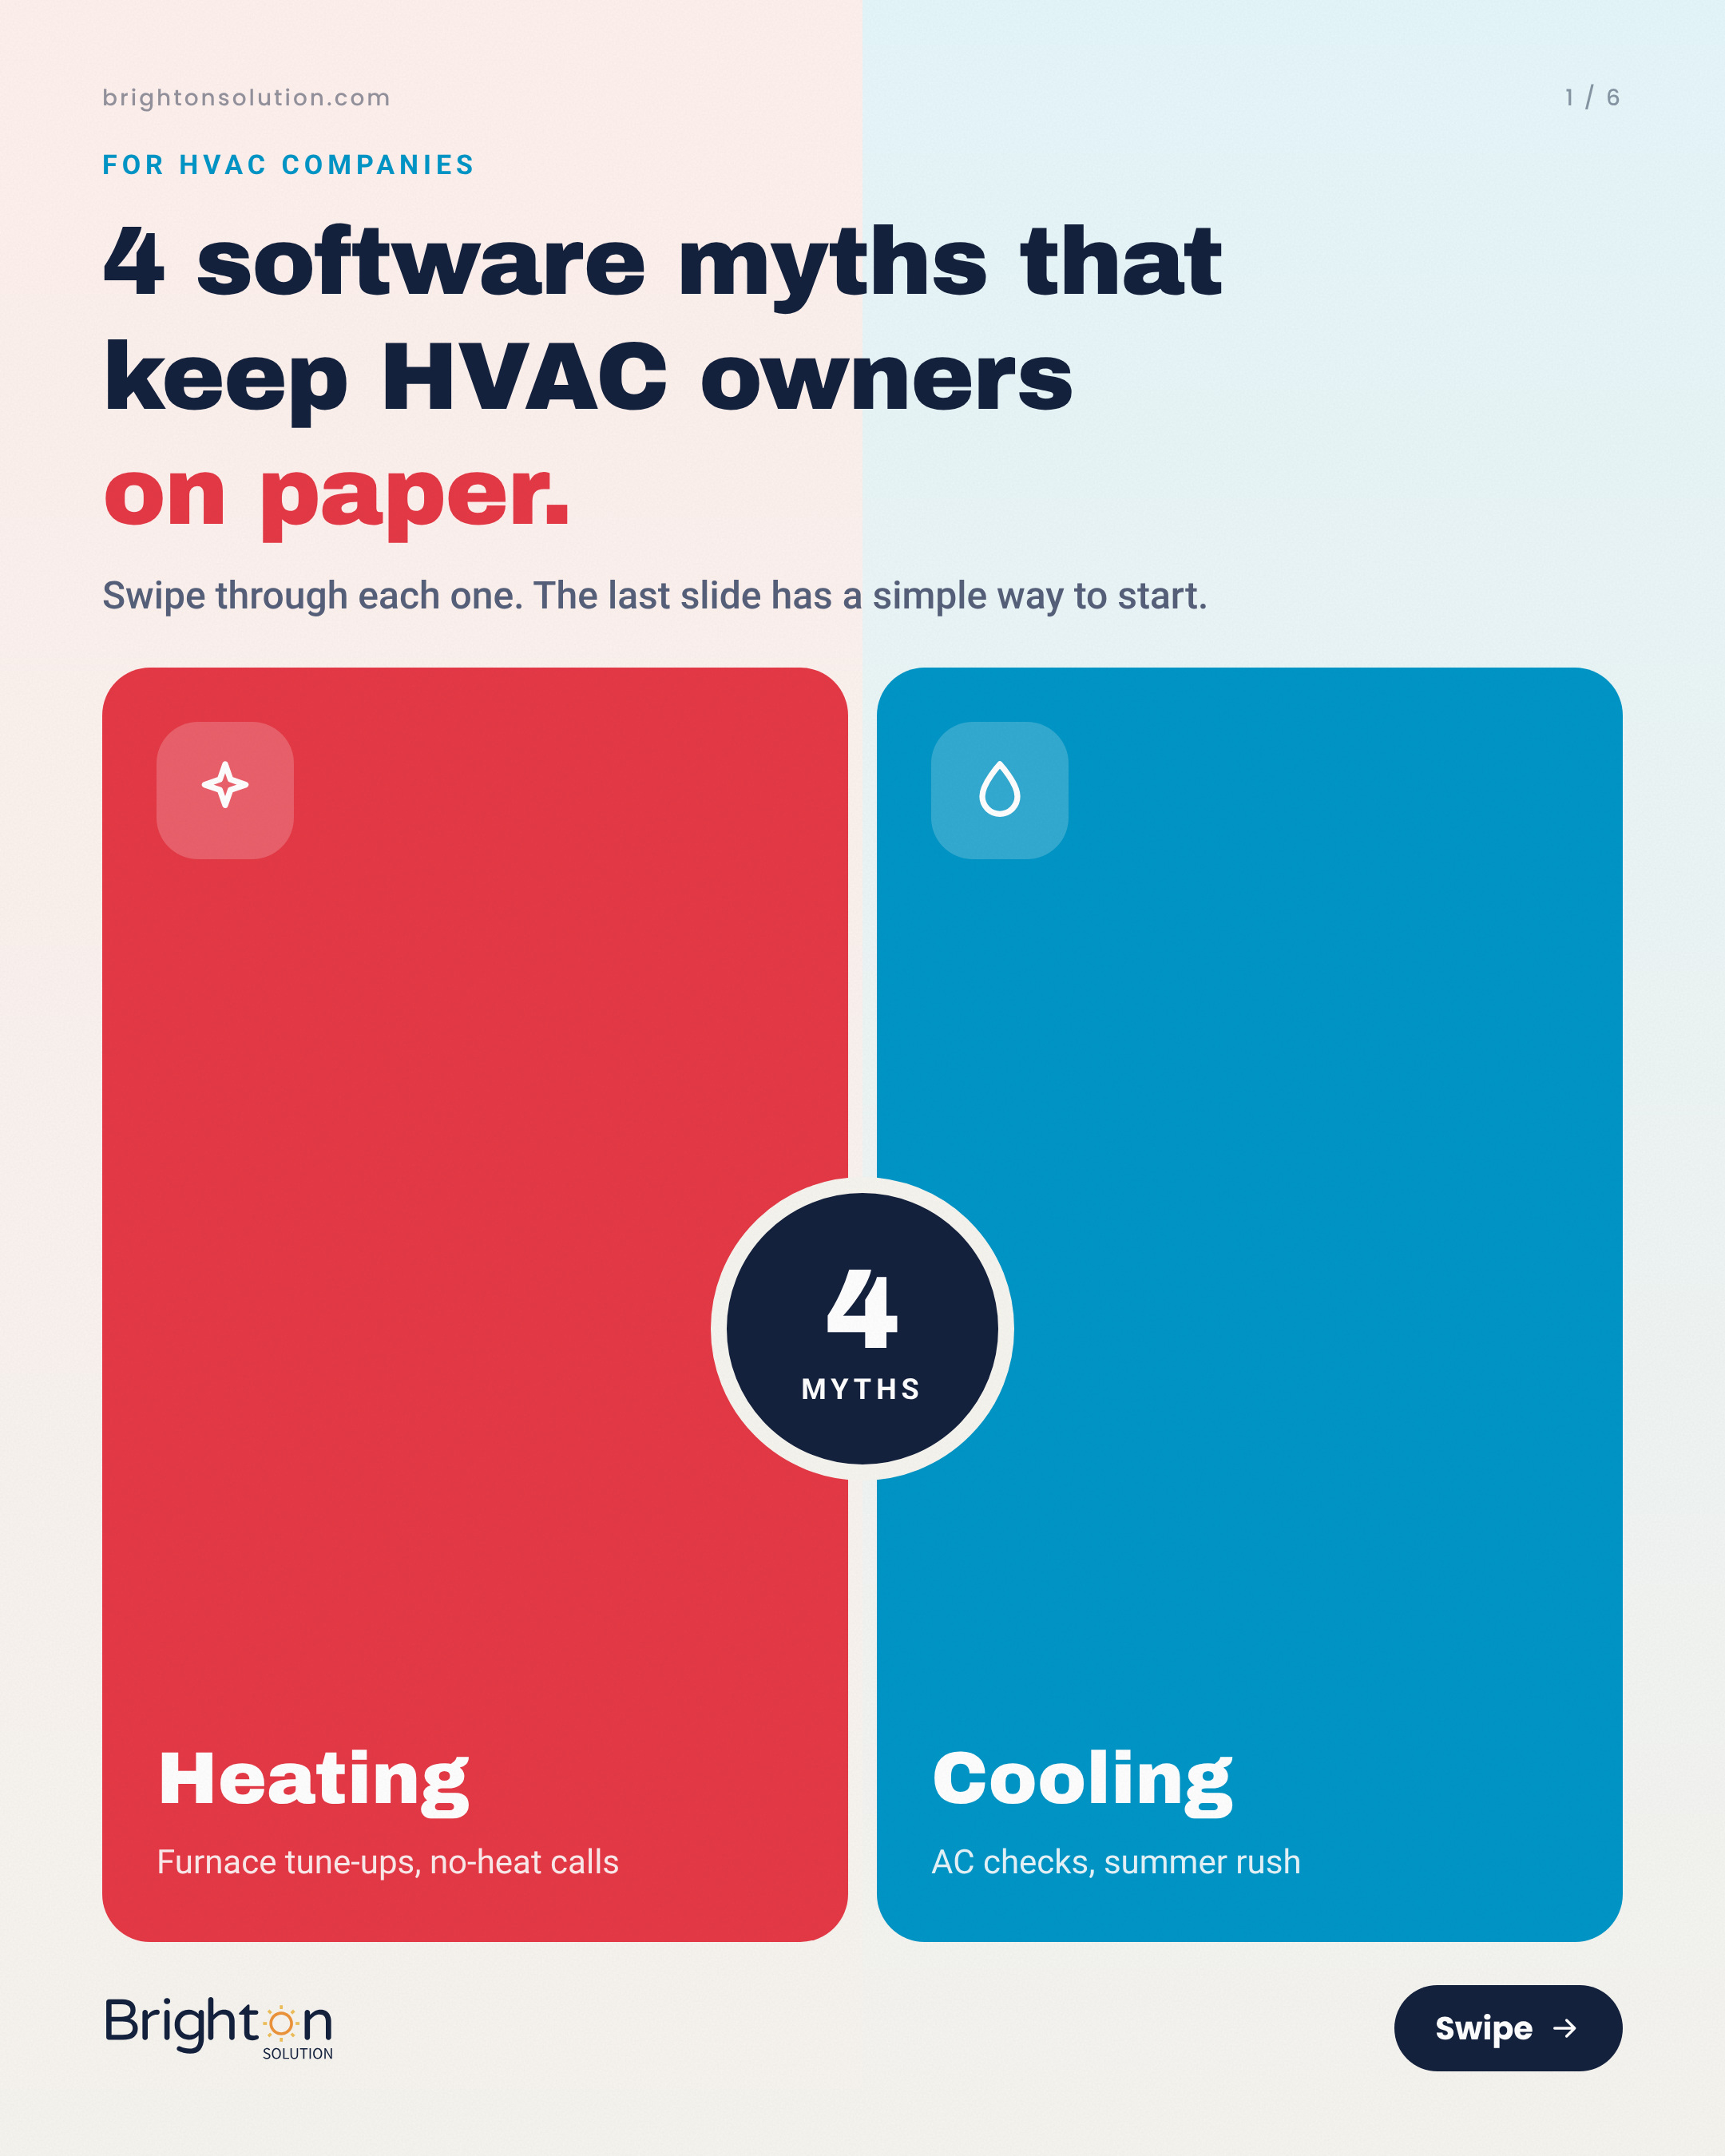 brightonsolution.com
1 / 6
FOR HVAC COMPANIES
4 software myths that
keep HVAC owners
on paper.
Swipe through each one. The last slide has a simple way to start.
4
MYTHS
Heating
Furnace tune-ups, no-heat calls
Cooling
AC checks, summer rush
Brighton
SOLUTION
Swipe →